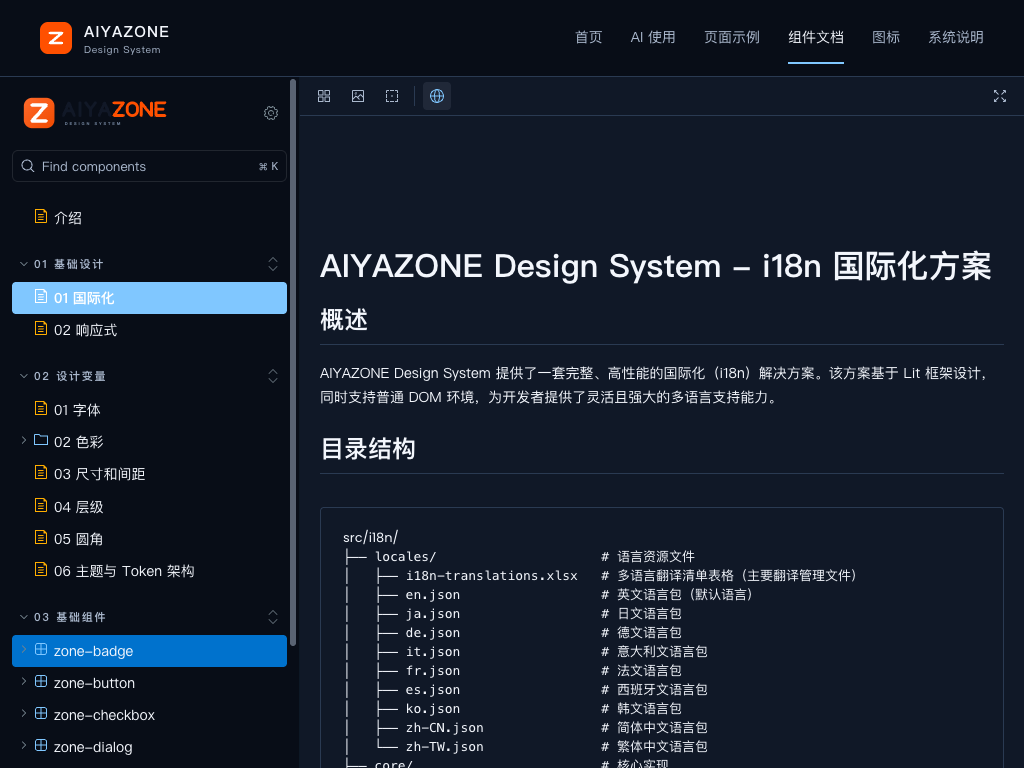 AIYAZONE
Design System
首页 AI 使用 页面示例 组件文档 图标 系统说明
AIYAZONE
DESIGN SYSTEM
Find components ⌘ K
介绍
01 基础设计
01 国际化
02 响应式
02 设计变量
01 字体
02 色彩
03 尺寸和间距
04 层级
05 圆角
06 主题与 Token 架构
03 基础组件
zone-badge
zone-button
zone-checkbox
zone-dialog
AIYAZONE Design System - i18n 国际化方案
概述
AIYAZONE Design System 提供了一套完整、高性能的国际化（i18n）解决方案。该方案基于 Lit 框架设计，
同时支持普通 DOM 环境，为开发者提供了灵活且强大的多语言支持能力。
目录结构
src/i18n/
├── locales/ # 语言资源文件
│   ├── i18n-translations.xlsx # 多语言翻译清单表格（主要翻译管理文件）
│   ├── en.json # 英文语言包（默认语言）
│   ├── ja.json # 日文语言包
│   ├── de.json # 德文语言包
│   ├── it.json # 意大利文语言包
│   ├── fr.json # 法文语言包
│   ├── es.json # 西班牙文语言包
│   ├── ko.json # 韩文语言包
│   ├── zh-CN.json # 简体中文语言包
│   └── zh-TW.json # 繁体中文语言包
├── core/ # 核心实现